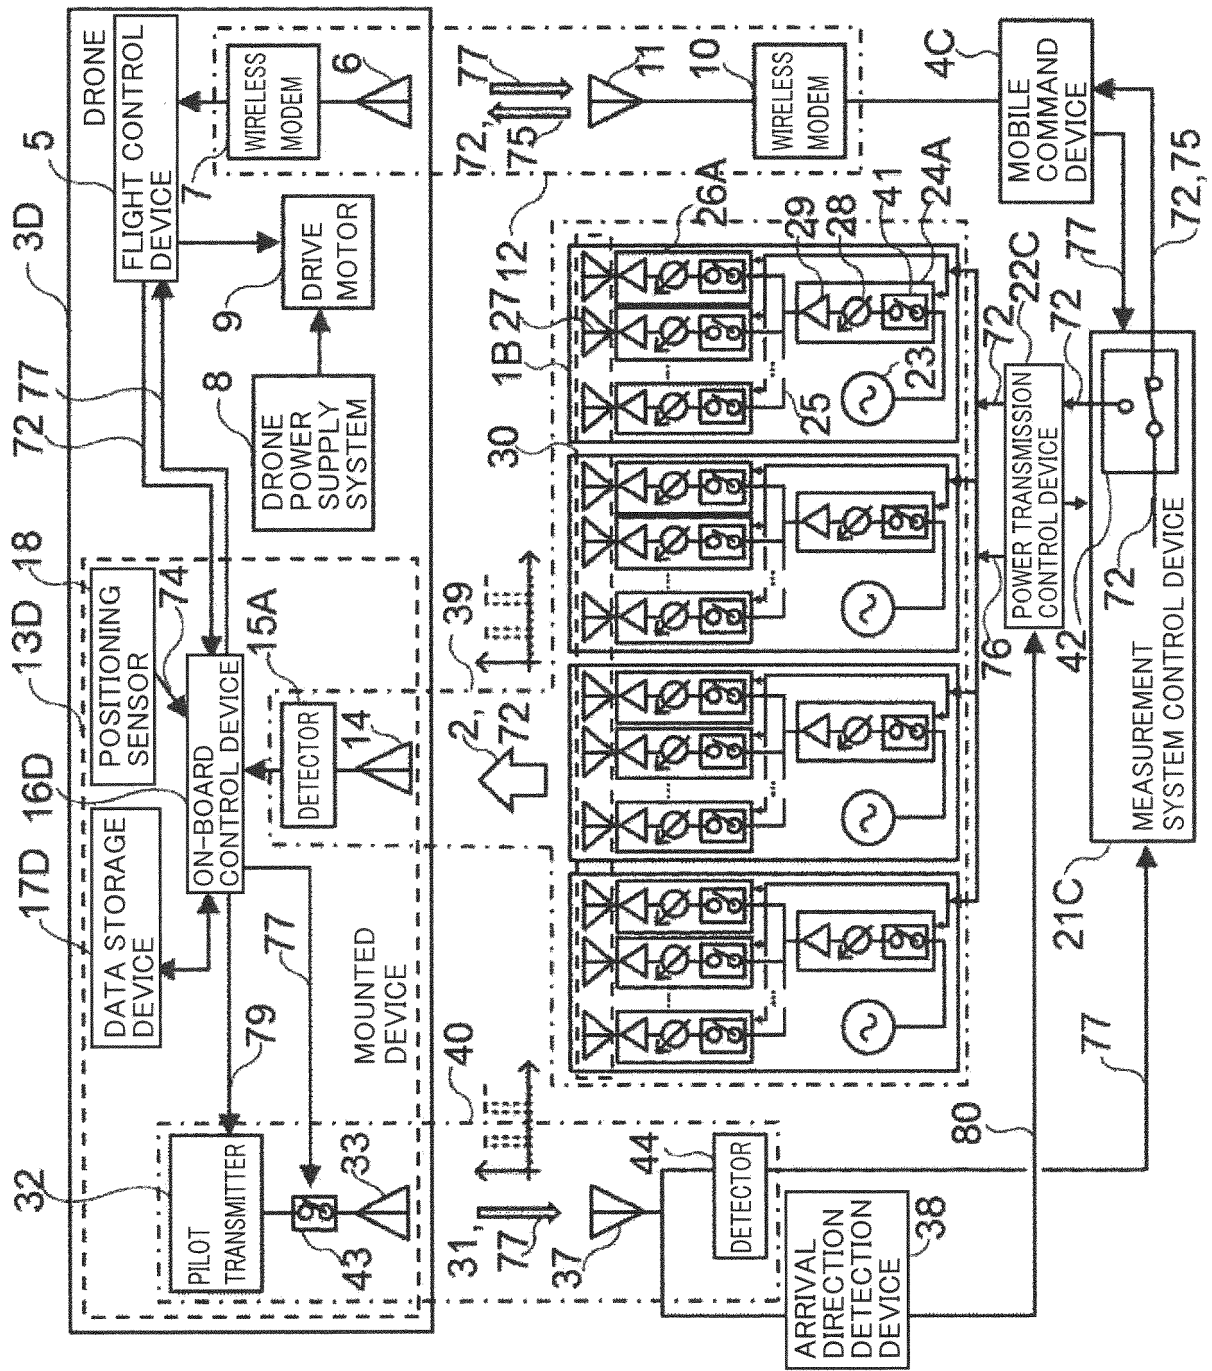 32
17D
16D
13D
18
72
77
3D
5
PILOT
TRANSMITTER
DATA STORAGE
DEVICE
POSITIONING
SENSOR
DRONE
FLIGHT CONTROL
DEVICE
79
77
74
ON-BOARD
CONTROL DEVICE
8
DRONE
POWER
SUPPLY
SYSTEM
9
DRIVE
MOTOR
7
WIRELESS
MODEM
6
43
33
MOUNTED
DEVICE
DETECTOR
15A
14
31,
77
40
2,
72
39
72,
75
77
37
44
DETECTOR
30
1B
27
12
26A
11
10
WIRELESS
MODEM
29
28
41
24A
25
23
ARRIVAL
DIRECTION
DETECTION
DEVICE
38
80
76
POWER TRANSMISSION
CONTROL DEVICE
72
22C
77
MOBILE
COMMAND
DEVICE
4C
77
21C
42
72
72
72,75
MEASUREMENT
SYSTEM CONTROL DEVICE